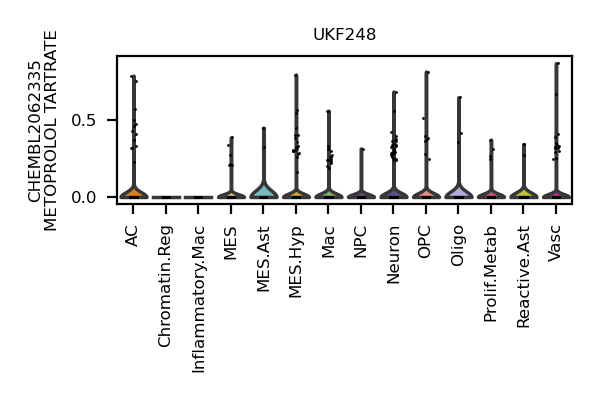 UKF248
CHEMBL2062335
METOPROLOL TARTRATE
0.5
0.0
AC
Chromatin.Reg
Inflammatory.Mac
MES
MES.Ast
MES.Hyp
Mac
NPC
Neuron
OPC
Oligo
Prolif.Metab
Reactive.Ast
Vasc